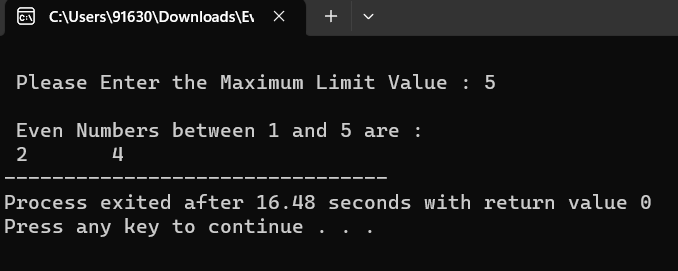 C:\Users\91630\Downloads\Ev
Please Enter the Maximum Limit Value : 5
Even Numbers between 1 and 5 are :
2 4
--------------------------------
Process exited after 16.48 seconds with return value 0
Press any key to continue . . .